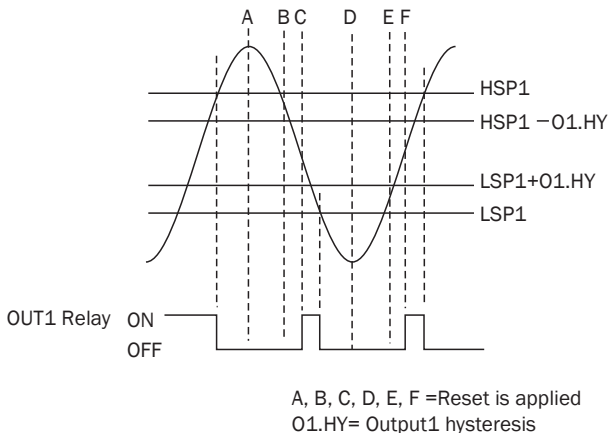 A B C D E F
HSP1
HSP1 −O1.HY
LSP1+O1.HY
LSP1
OUT1 Relay ON
OFF
A, B, C, D, E, F =Reset is applied
O1.HY= Output1 hysteresis